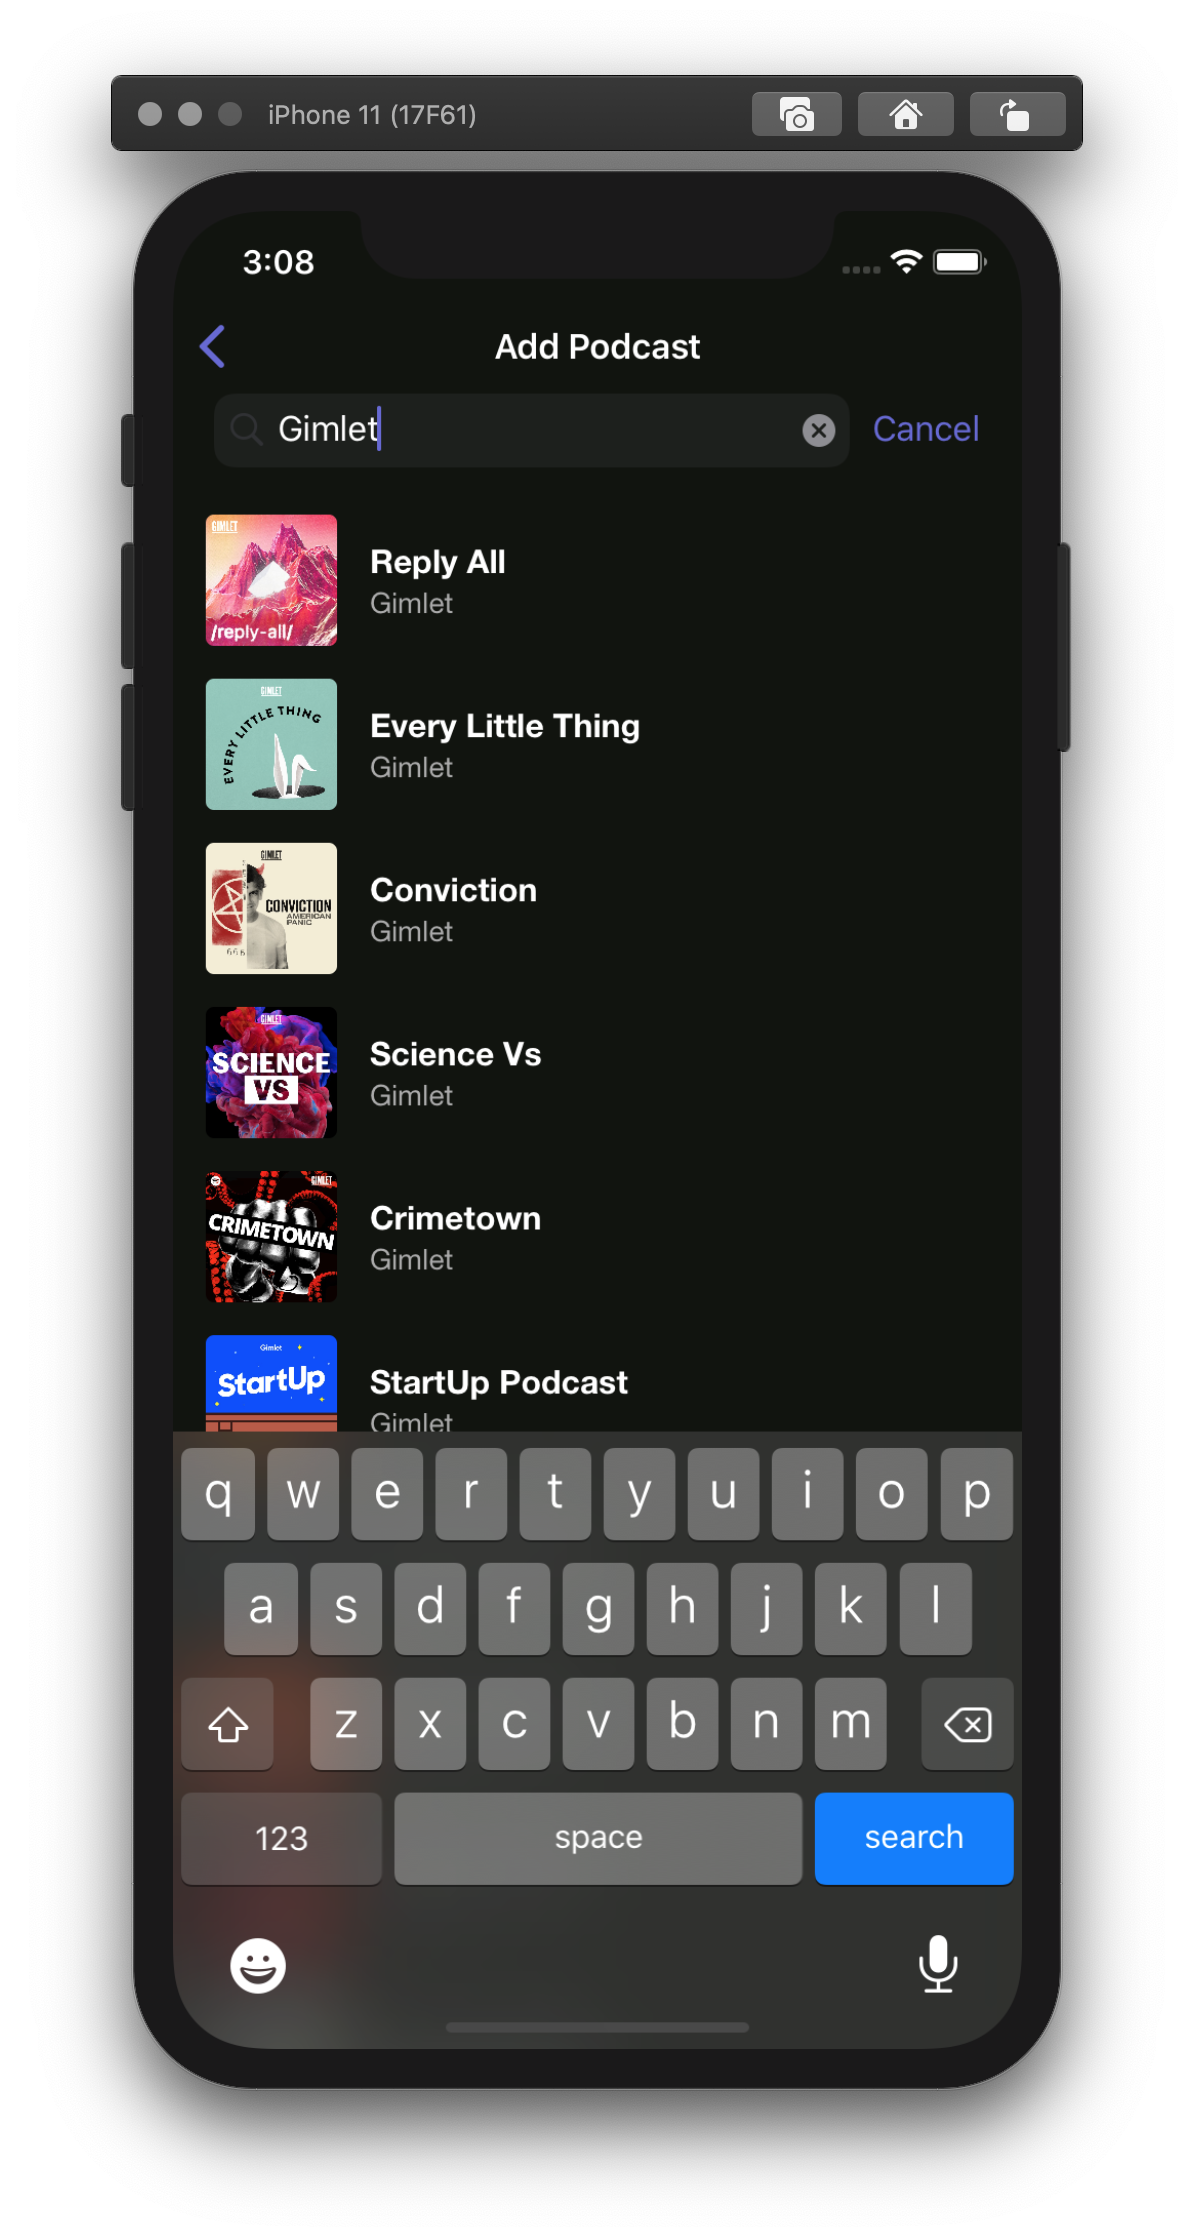 iPhone 11 (17F61)
3:08
Add Podcast
Gimlet
Cancel
GIMLET
/reply-all/
Reply All
Gimlet
GIMLET
EVERY LITTLE THING
Every Little Thing
Gimlet
GIMLET
CONVICTION
AMERICAN
PANIC
666
Conviction
Gimlet
GIMLET
SCIENCE
VS
Science Vs
Gimlet
GIMLET
CRIMETOWN
Crimetown
Gimlet
Gimlet
StartUp
StartUp Podcast
Gimlet
q w e r t y u i o p
a s d f g h j k l
z x c v b n m
123 space search